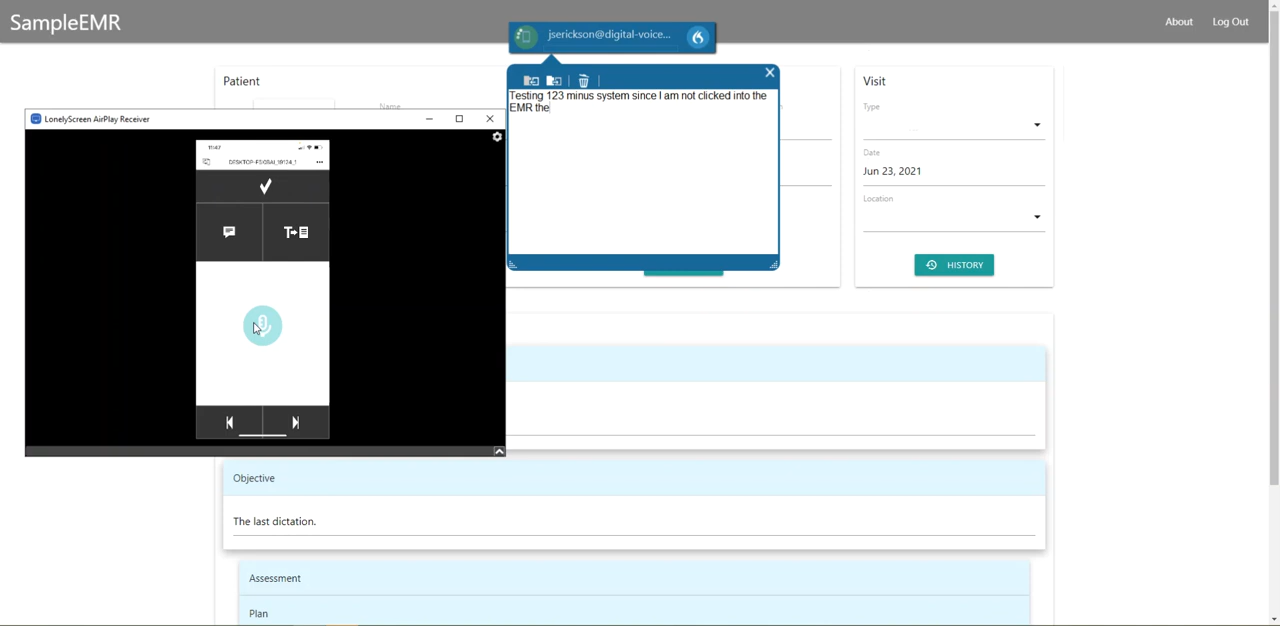 SampleEMR
About
Log Out
jserickson@digital-voice...
Patient
Name
Testing 123 minus system since I am not clicked into the
EMR the
Visit
Type
Date
Jun 23, 2021
Location
HISTORY
LonelyScreen AirPlay Receiver
11:47
Objective
The last dictation.
Assessment
Plan